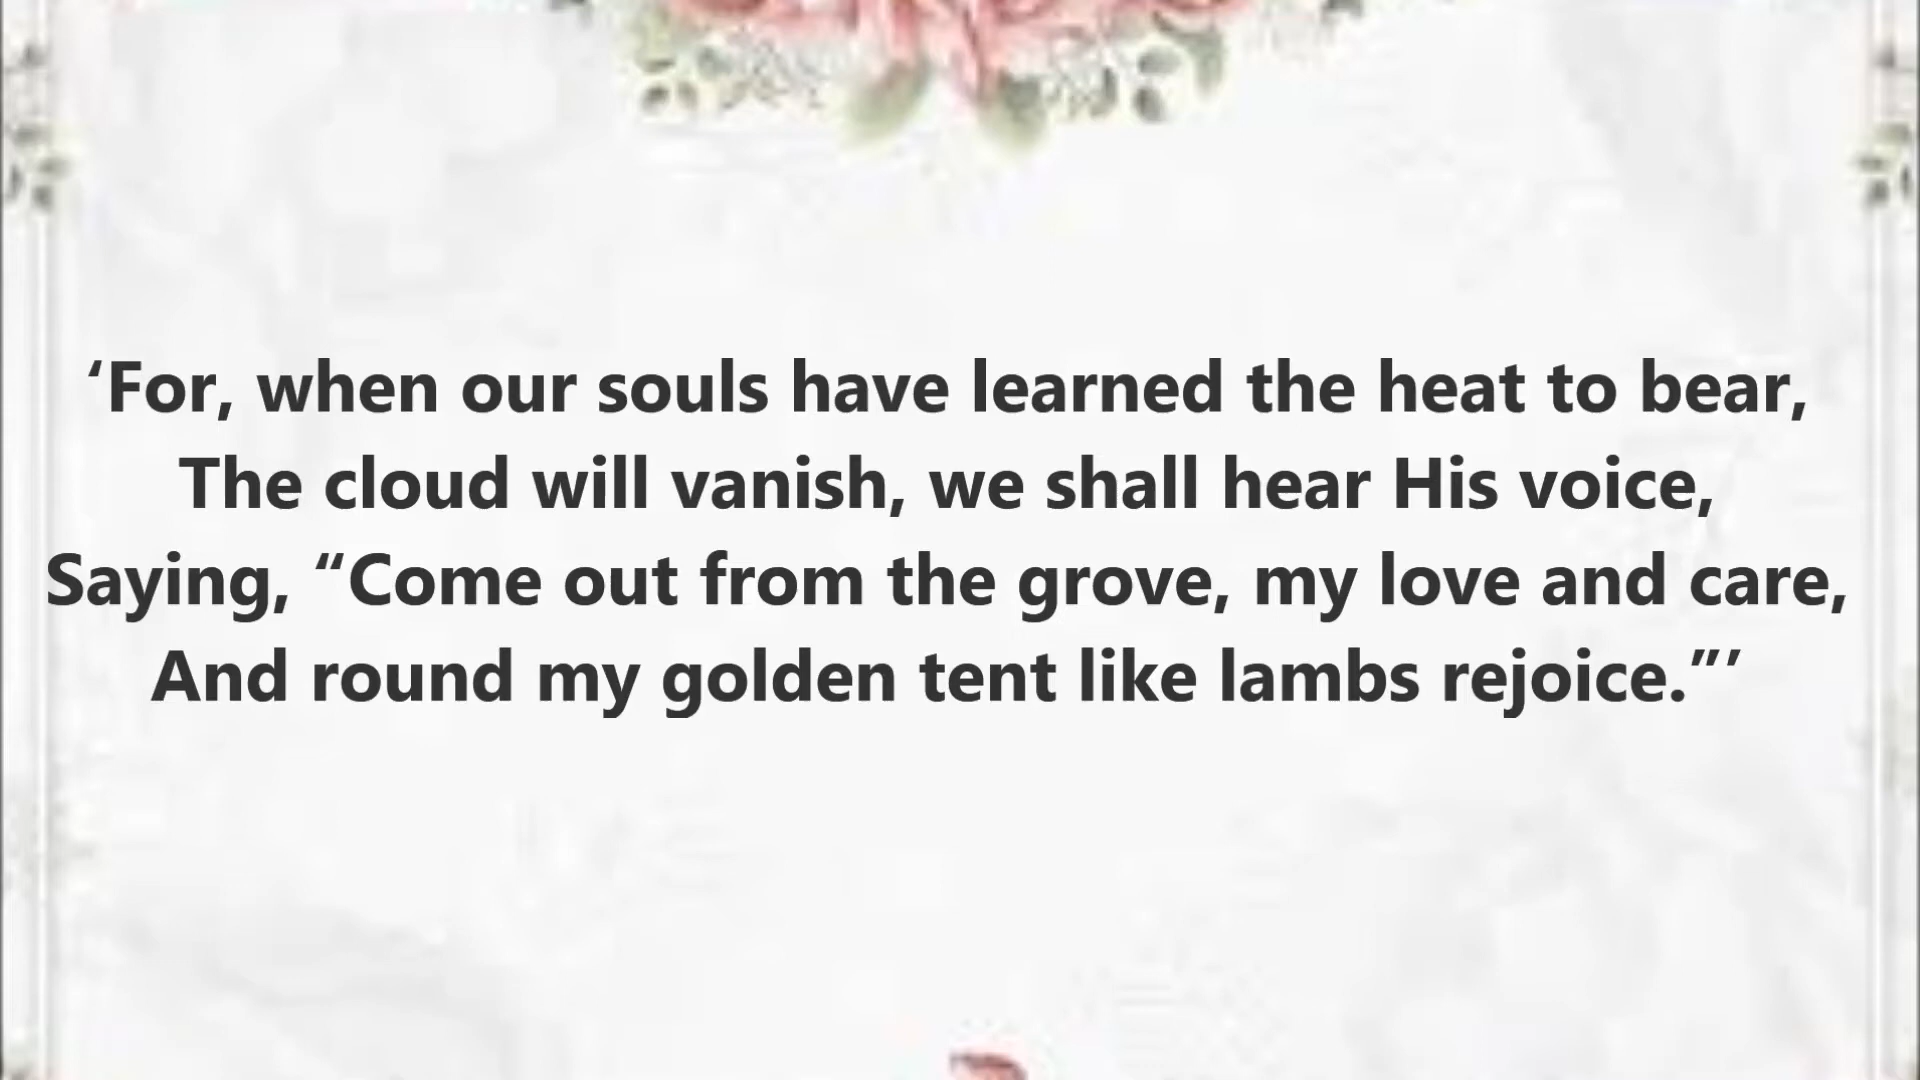 ‘For, when our souls have learned the heat to bear,
The cloud will vanish, we shall hear His voice,
Saying, “Come out from the grove, my love and care,
And round my golden tent like lambs rejoice.”’